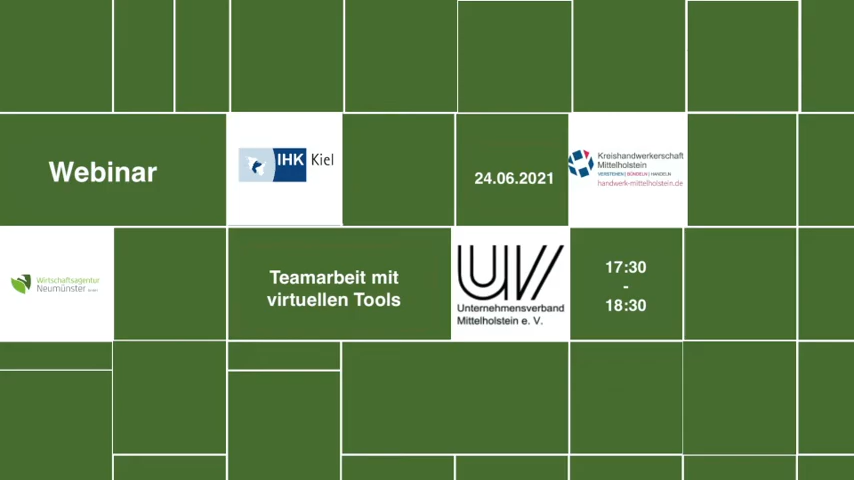 Webinar
IHK Kiel
24.06.2021
Kreishandwerkerschaft
Mittelholstein
VERSTEHEN | BÜNDELN | HANDELN
handwerk-mittelholstein.de
Wirtschaftsagentur
Neumünster
Teamarbeit mit
virtuellen Tools
UV
Unternehmensverband
Mittelholstein e. V.
17:30
-
18:30